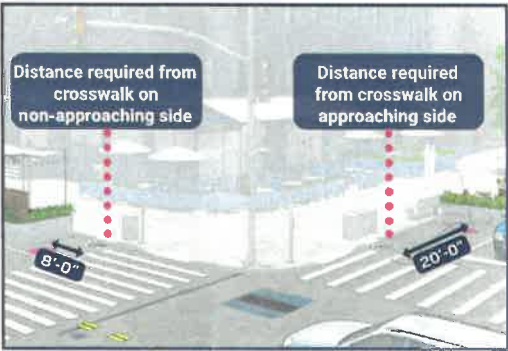 Distance required from
crosswalk on
non-approaching side
Distance required
from crosswalk on
approaching side
8'-0"
20'-0"